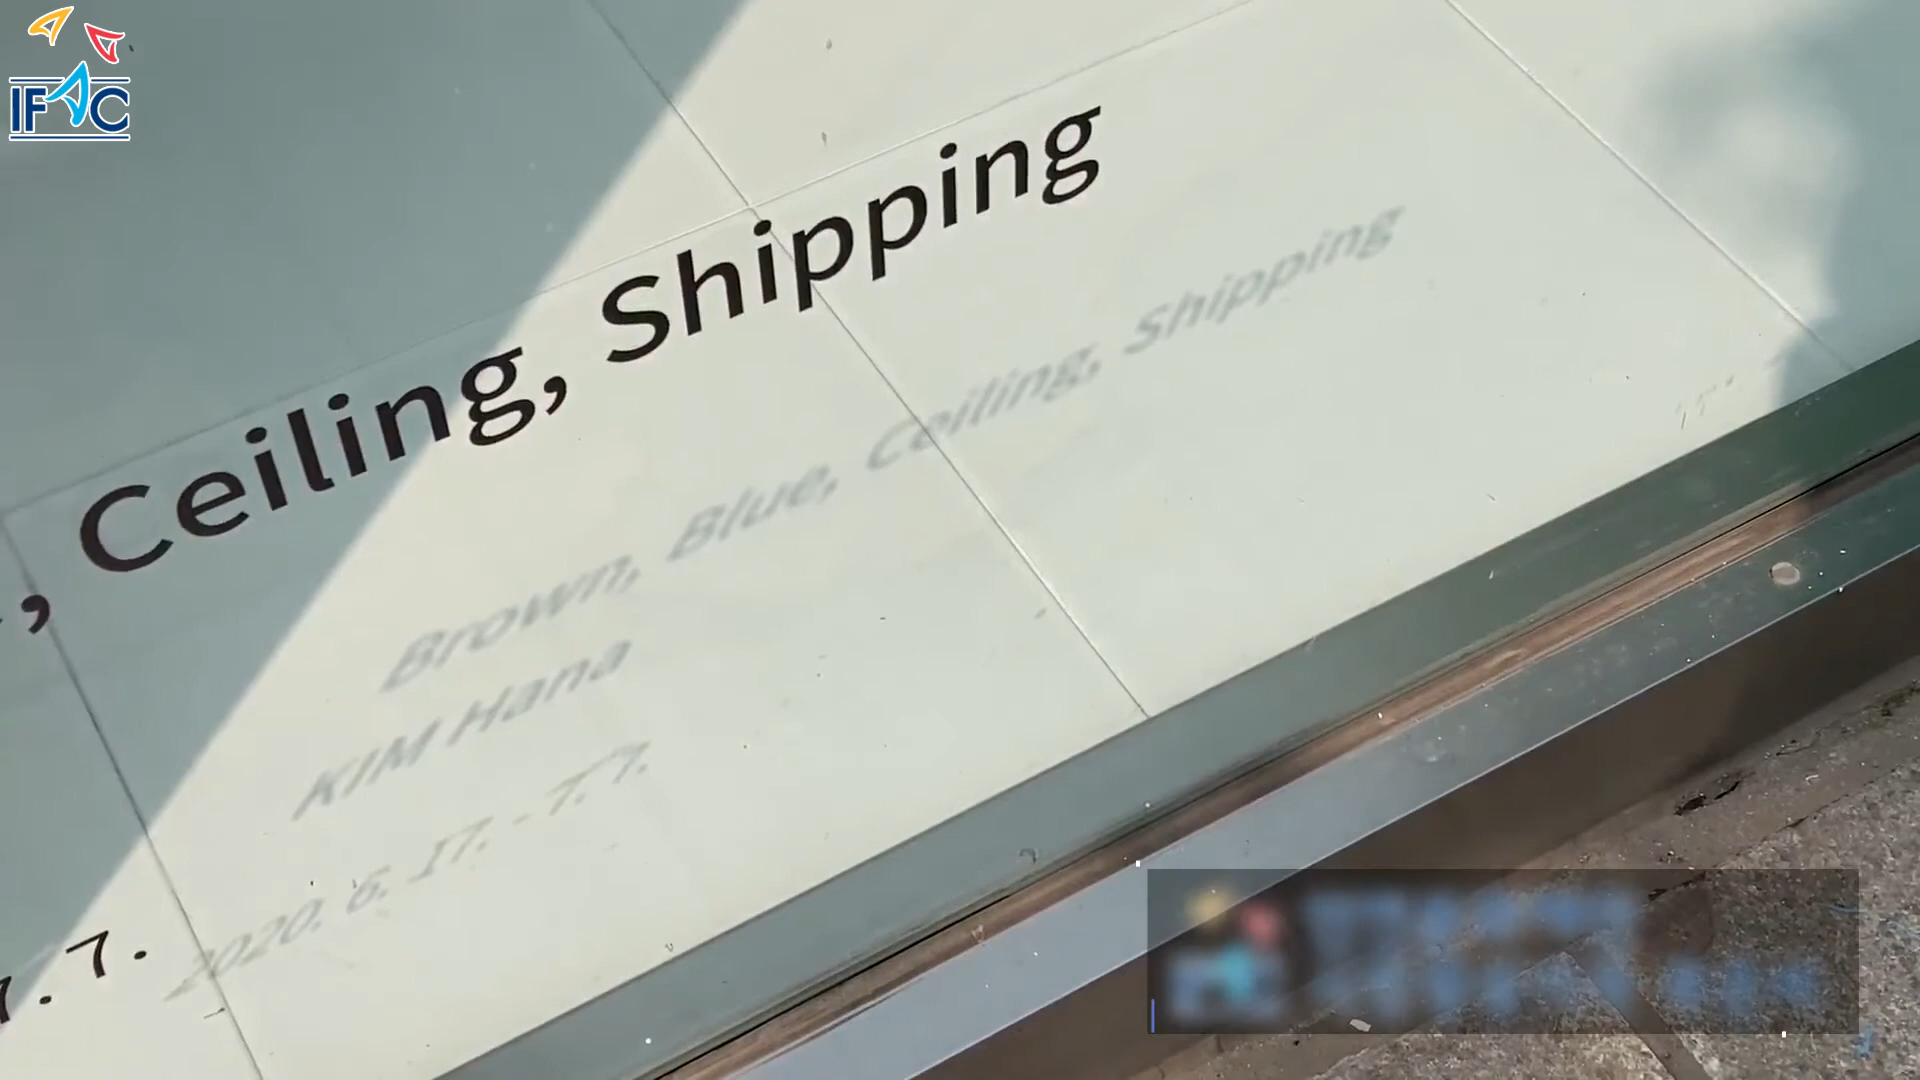 IFAC
, Ceiling, Shipping
7. 7.
Brown, Blue, Ceiling, Shipping
KIM Hana
2020. 6. 17. - 7. 7.